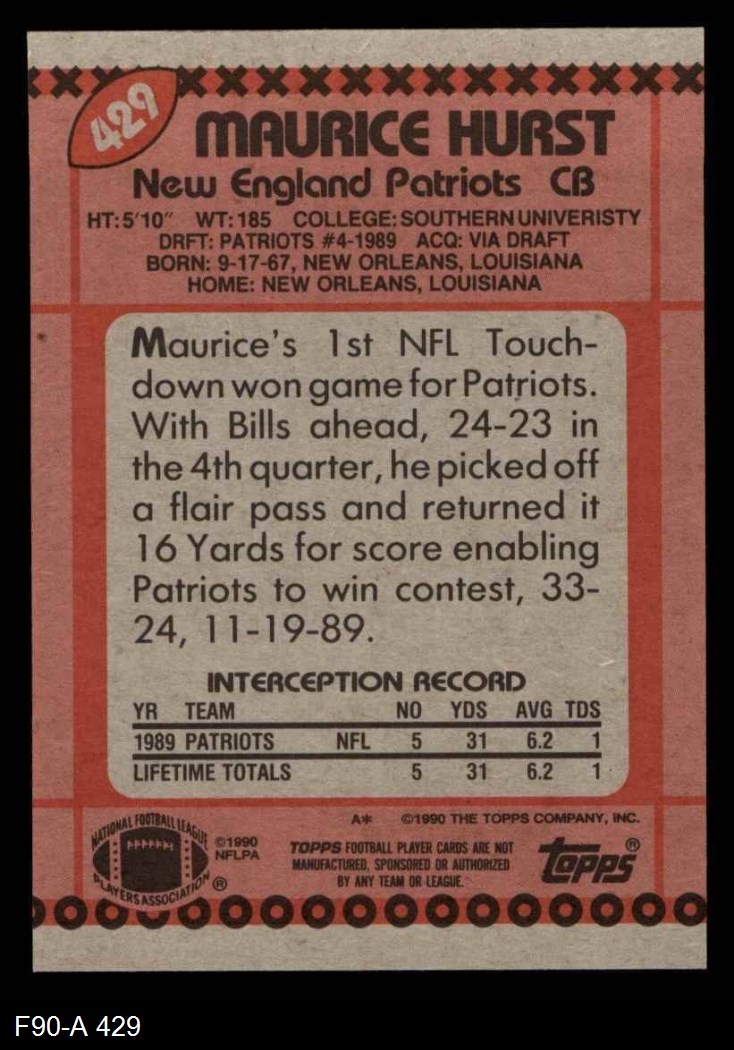 429
MAURICE HURST
New England Patriots CB
HT: 5'10" WT: 185 COLLEGE: SOUTHERN UNIVERISTY
DRFT: PATRIOTS #4-1989 ACQ: VIA DRAFT
BORN: 9-17-67, NEW ORLEANS, LOUISIANA
HOME: NEW ORLEANS, LOUISIANA
Maurice's 1st NFL Touch-
down won game for Patriots.
With Bills ahead, 24-23 in
the 4th quarter, he picked off
a flair pass and returned it
16 Yards for score enabling
Patriots to win contest, 33-
24, 11-19-89.
INTERCEPTION RECORD
YR TEAM NO YDS AVG TDS
1989 PATRIOTS NFL 5 31 6.2 1
LIFETIME TOTALS 5 31 6.2 1
A* ©1990 THE TOPPS COMPANY, INC.
NATIONAL FOOTBALL LEAGUE
PLAYERS ASSOCIATION ®
©1990
NFLPA
TOPPS FOOTBALL PLAYER CARDS ARE NOT
MANUFACTURED, SPONSORED OR AUTHORIZED
BY ANY TEAM OR LEAGUE.
topps®
F90-A 429